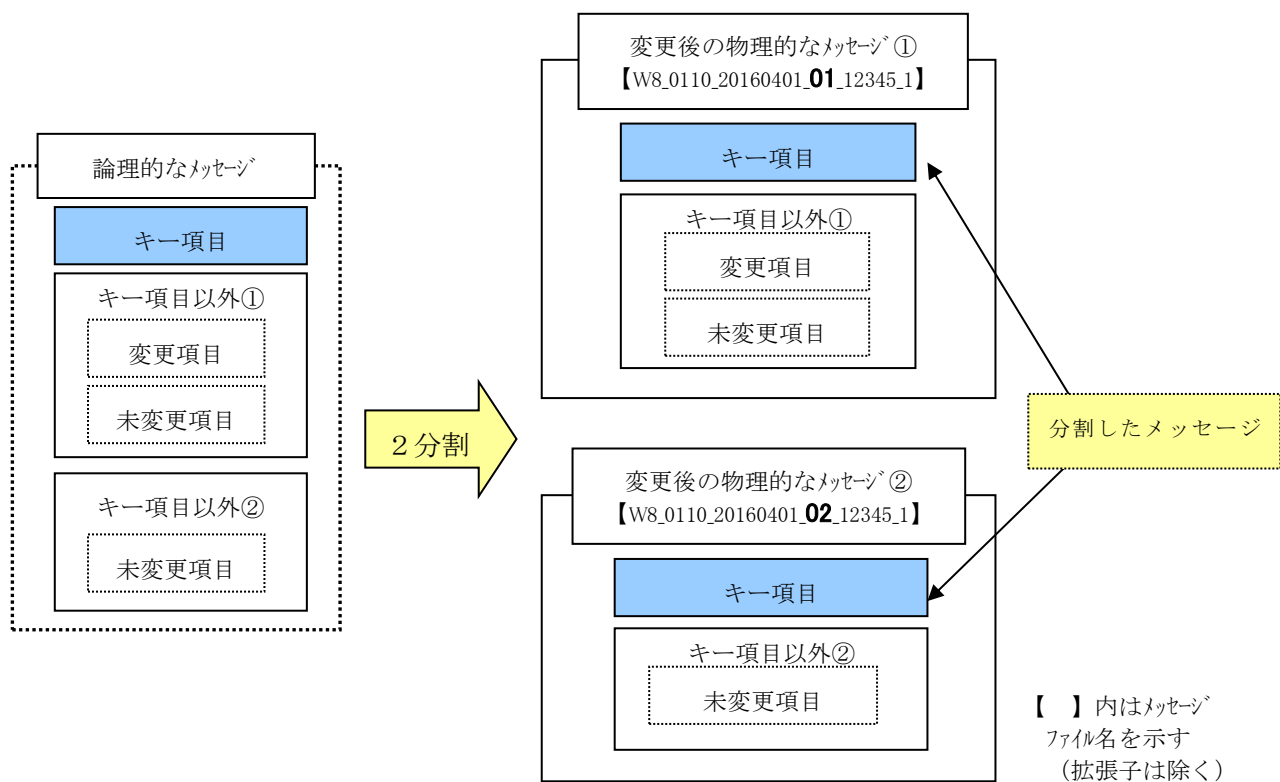 論理的なメッセージ
キー項目
キー項目以外①
変更項目
未変更項目
キー項目以外②
未変更項目
2分割
変更後の物理的なメッセージ①
【W8_0110_20160401_01_12345_1】
キー項目
キー項目以外①
変更項目
未変更項目
変更後の物理的なメッセージ②
【W8_0110_20160401_02_12345_1】
キー項目
キー項目以外②
未変更項目
分割したメッセージ
【　】内はメッセージ
ファイル名を示す
（拡張子は除く）